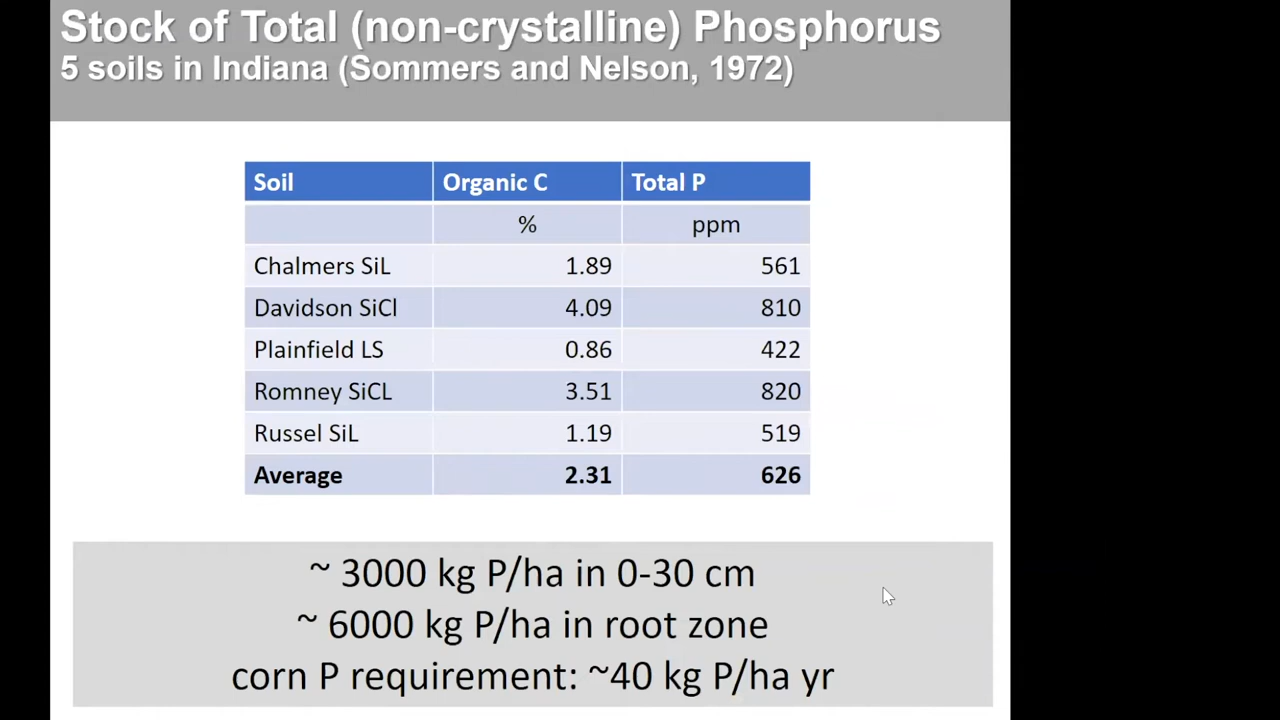 Stock of Total (non-crystalline) Phosphorus
5 soils in Indiana (Sommers and Nelson, 1972)
Soil Organic C Total P
% ppm
Chalmers SiL 1.89 561
Davidson SiCl 4.09 810
Plainfield LS 0.86 422
Romney SiCL 3.51 820
Russel SiL 1.19 519
Average 2.31 626
~ 3000 kg P/ha in 0-30 cm
~ 6000 kg P/ha in root zone
corn P requirement: ~40 kg P/ha yr